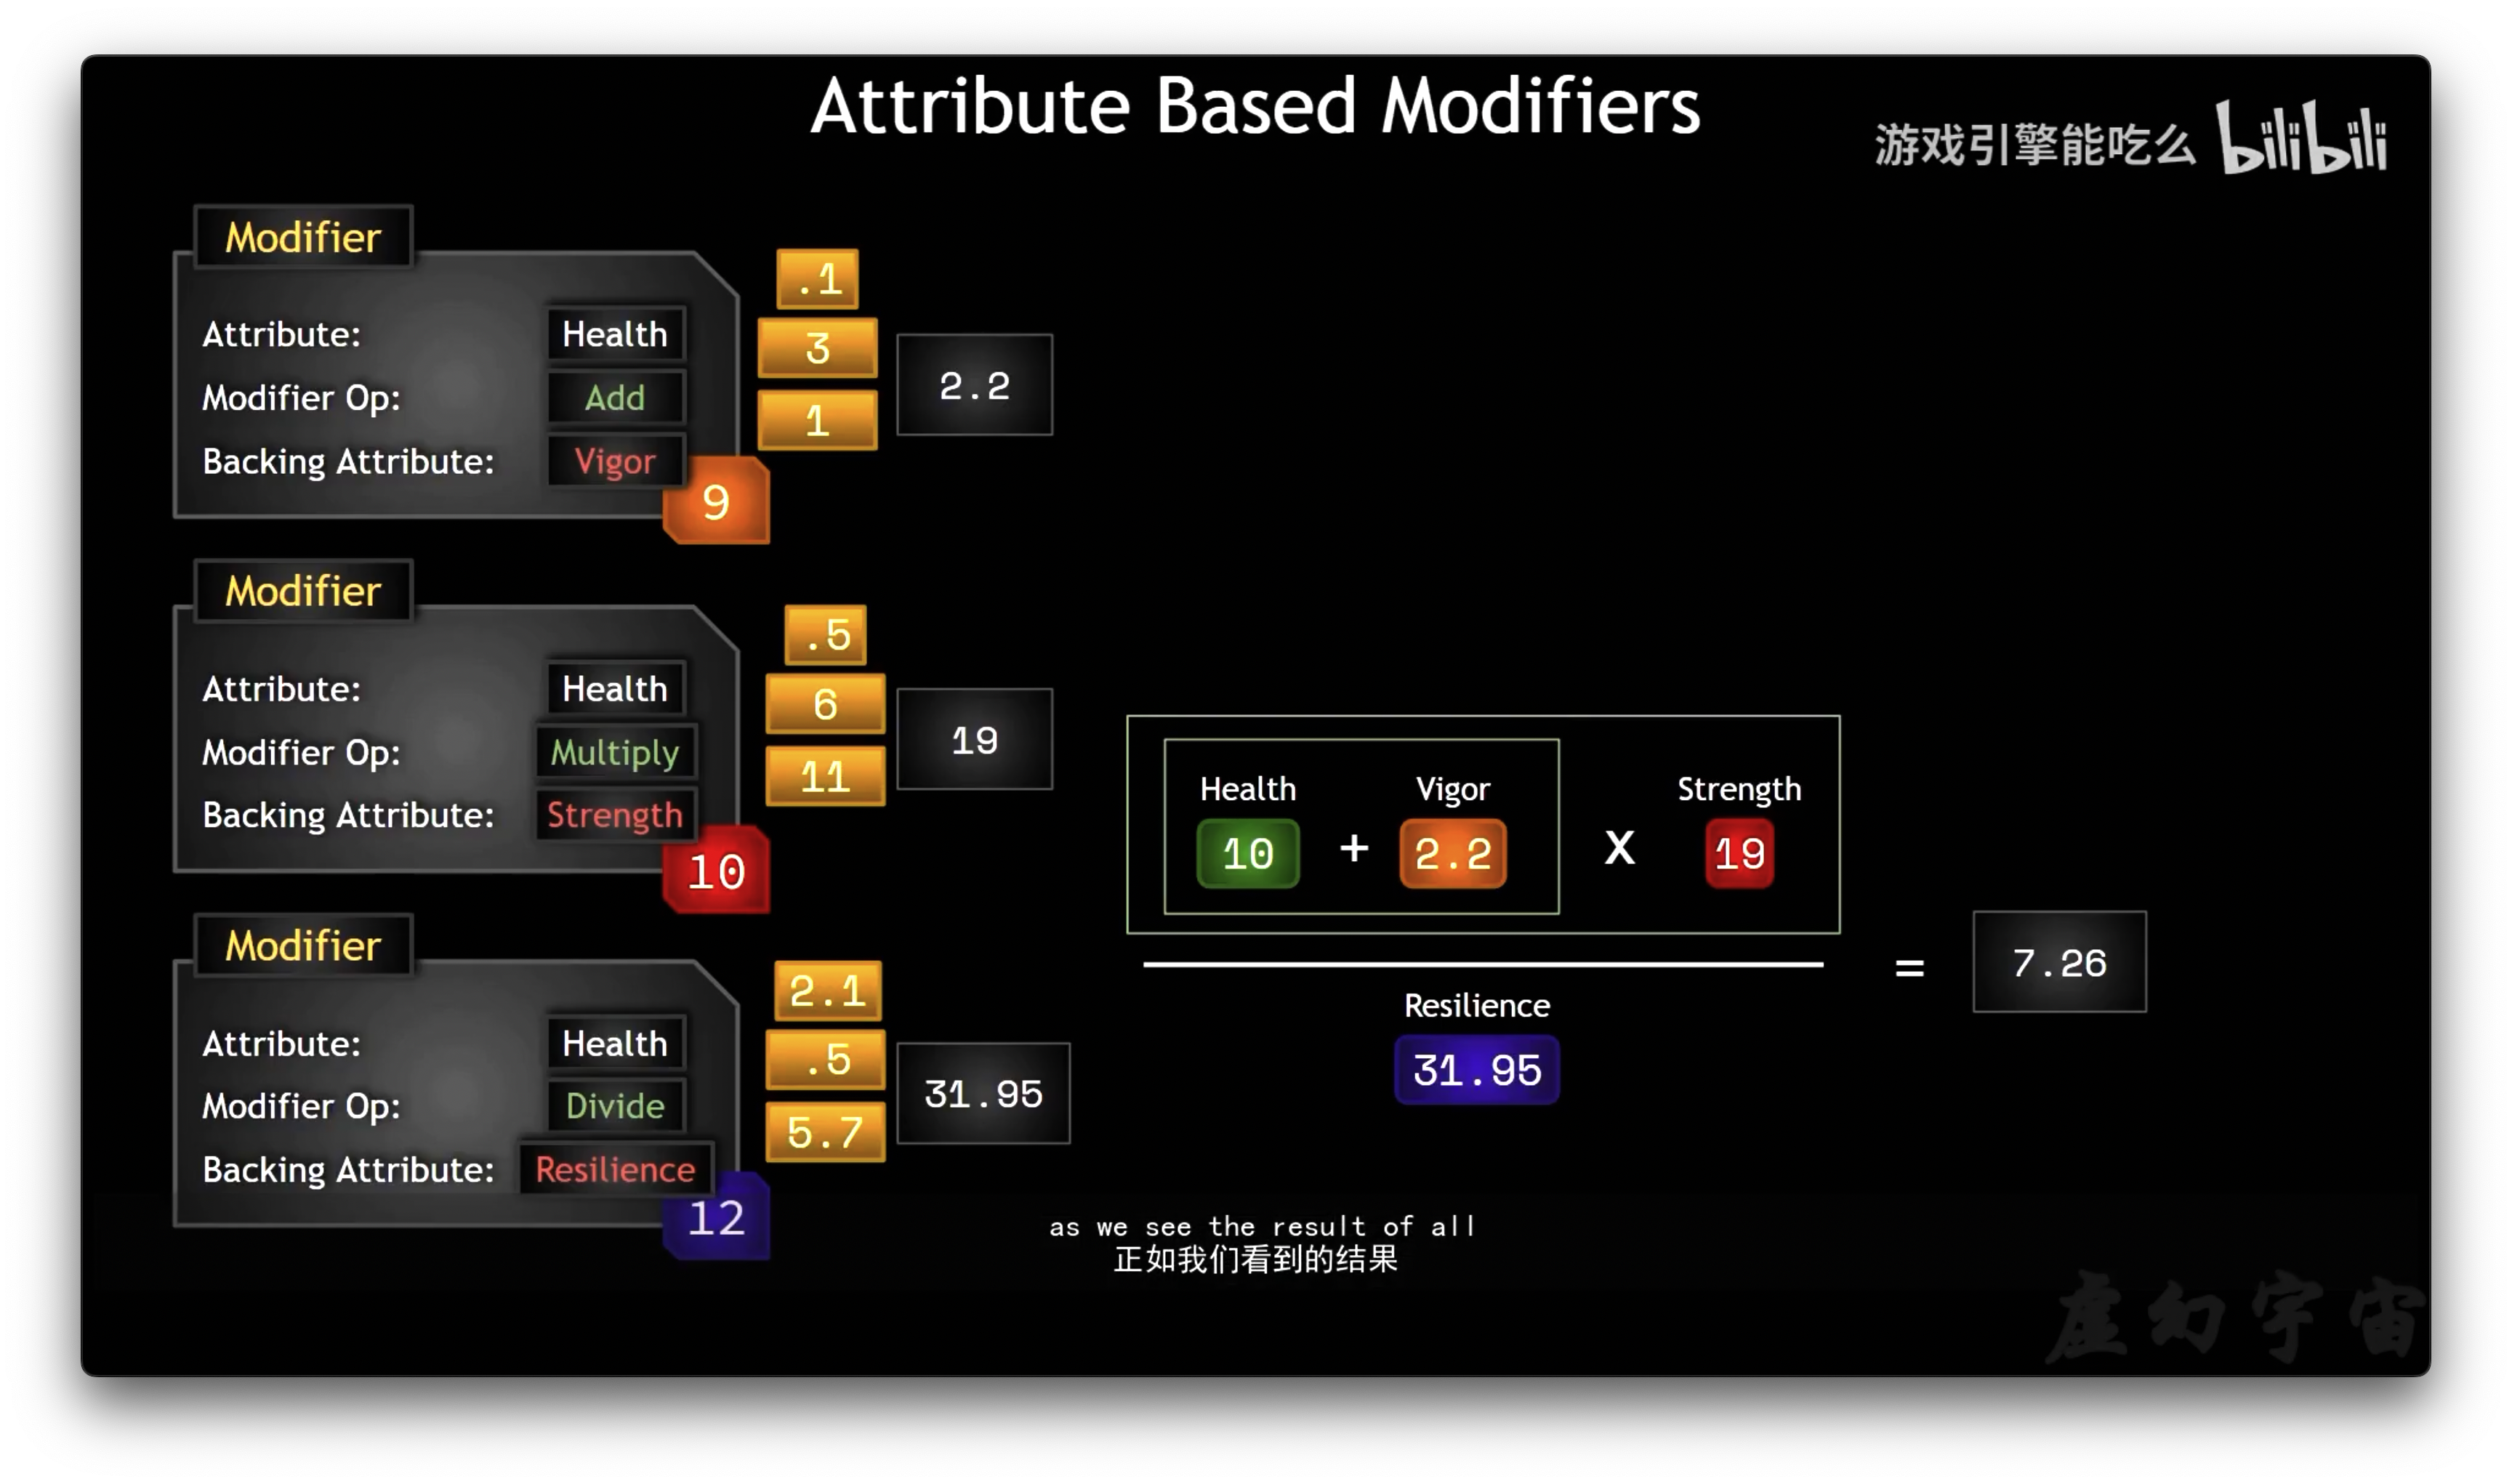 Attribute Based Modifiers
游戏引擎能吃么 bilibili
Modifier
Attribute: Health
Modifier Op: Add
Backing Attribute: Vigor
9
.1
3
1
2.2
Modifier
Attribute: Health
Modifier Op: Multiply
Backing Attribute: Strength
10
.5
6
11
19
Modifier
Attribute: Health
Modifier Op: Divide
Backing Attribute: Resilience
12
2.1
.5
5.7
31.95
Health Vigor Strength
10 + 2.2 X 19
Resilience
31.95
= 7.26
as we see the result of all
正如我们看到的结果
虚幻宇宙